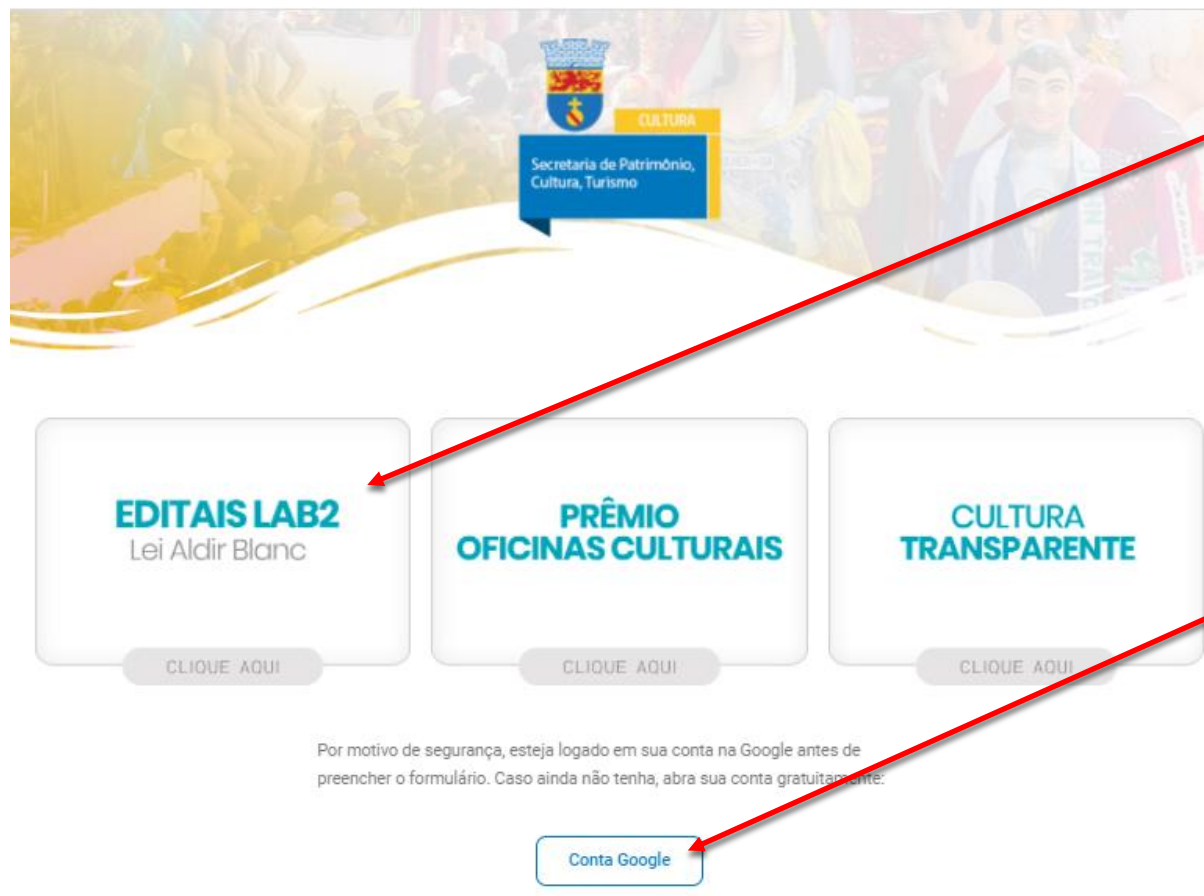 CULTURA
Secretaria de Patrimônio,
Cultura, Turismo
EDITAIS LAB2
Lei Aldir Blanc
CLIQUE AQUI
PRÊMIO
OFICINAS CULTURAIS
CLIQUE AQUI
CULTURA
TRANSPARENTE
CLIQUE AQUI
Por motivo de segurança, esteja logado em sua conta na Google antes de
preencher o formulário. Caso ainda não tenha, abra sua conta gratuitamente:
Conta Google